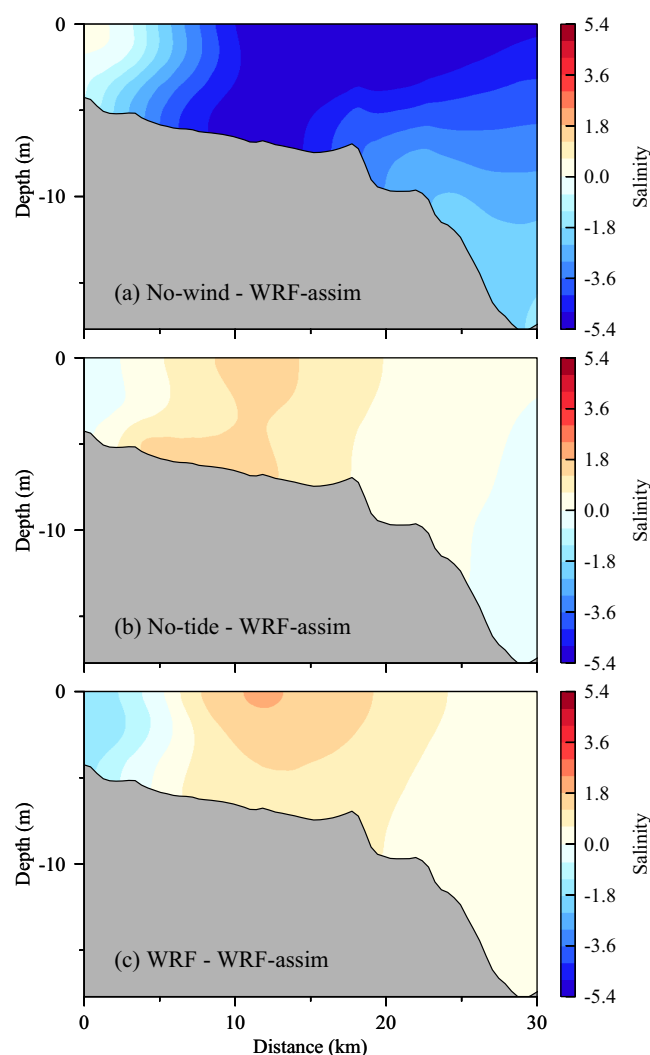 0
-10
Depth (m)
(a) No-wind - WRF-assim
5.4
3.6
1.8
0.0
-1.8
-3.6
-5.4
Salinity
0
-10
Depth (m)
(b) No-tide - WRF-assim
5.4
3.6
1.8
0.0
-1.8
-3.6
-5.4
Salinity
0
-10
Depth (m)
(c) WRF - WRF-assim
5.4
3.6
1.8
0.0
-1.8
-3.6
-5.4
Salinity
0 10 20 30
Distance (km)